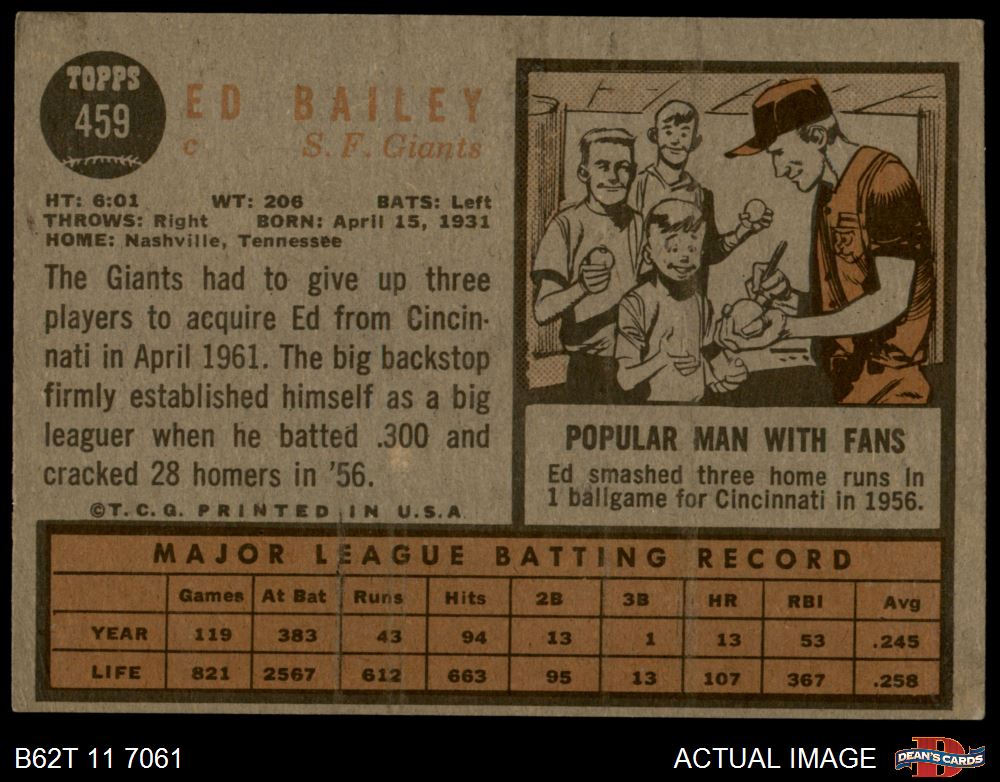 TOPPS
459
ED BAILEY
c S. F. Giants
HT: 6:01 WT: 206 BATS: Left
THROWS: Right BORN: April 15, 1931
HOME: Nashville, Tennessee
The Giants had to give up three
players to acquire Ed from Cincin-
nati in April 1961. The big backstop
firmly established himself as a big
leaguer when he batted .300 and
cracked 28 homers in '56.
©T.C.G. PRINTED IN U.S.A.
POPULAR MAN WITH FANS
Ed smashed three home runs in
1 ballgame for Cincinnati in 1956.
MAJOR LEAGUE BATTING RECORD
Games At Bat Runs Hits 2B 3B HR RBI Avg
YEAR 119 383 43 94 13 1 13 53 .245
LIFE 821 2567 612 663 95 13 107 367 .258
B62T 11 7061
ACTUAL IMAGE
D
DEAN'S CARDS